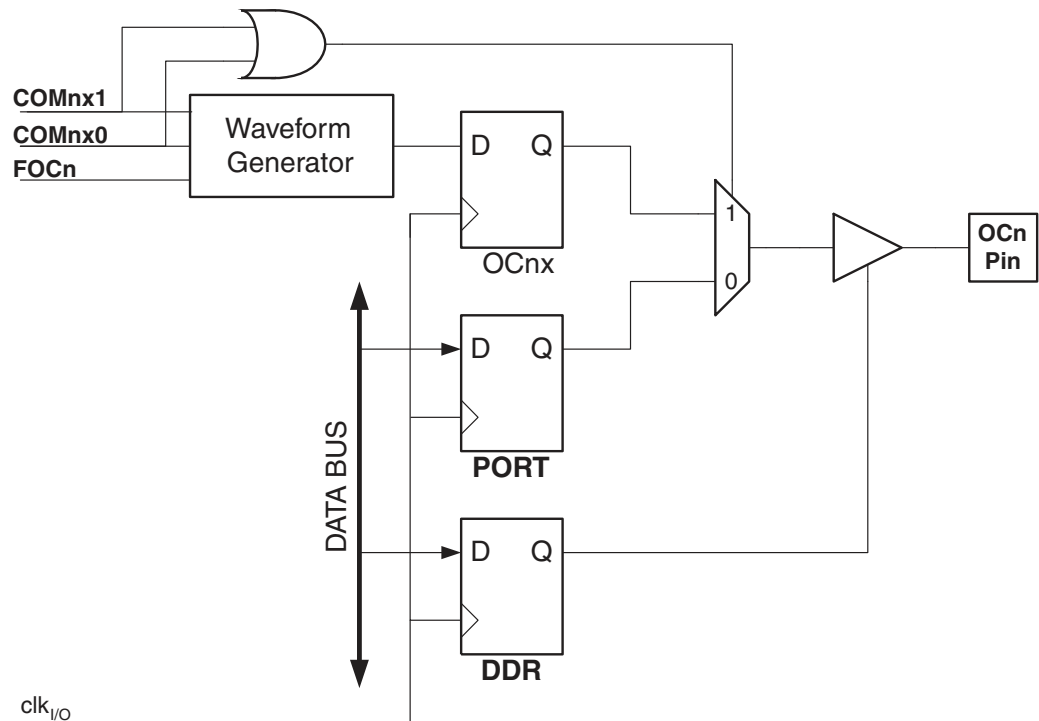 COMnx1
COMnx0
FOCn
Waveform
Generator
D Q
OCnx
1
0
OCn
Pin
DATA BUS
D Q
PORT
D Q
DDR
clkI/O